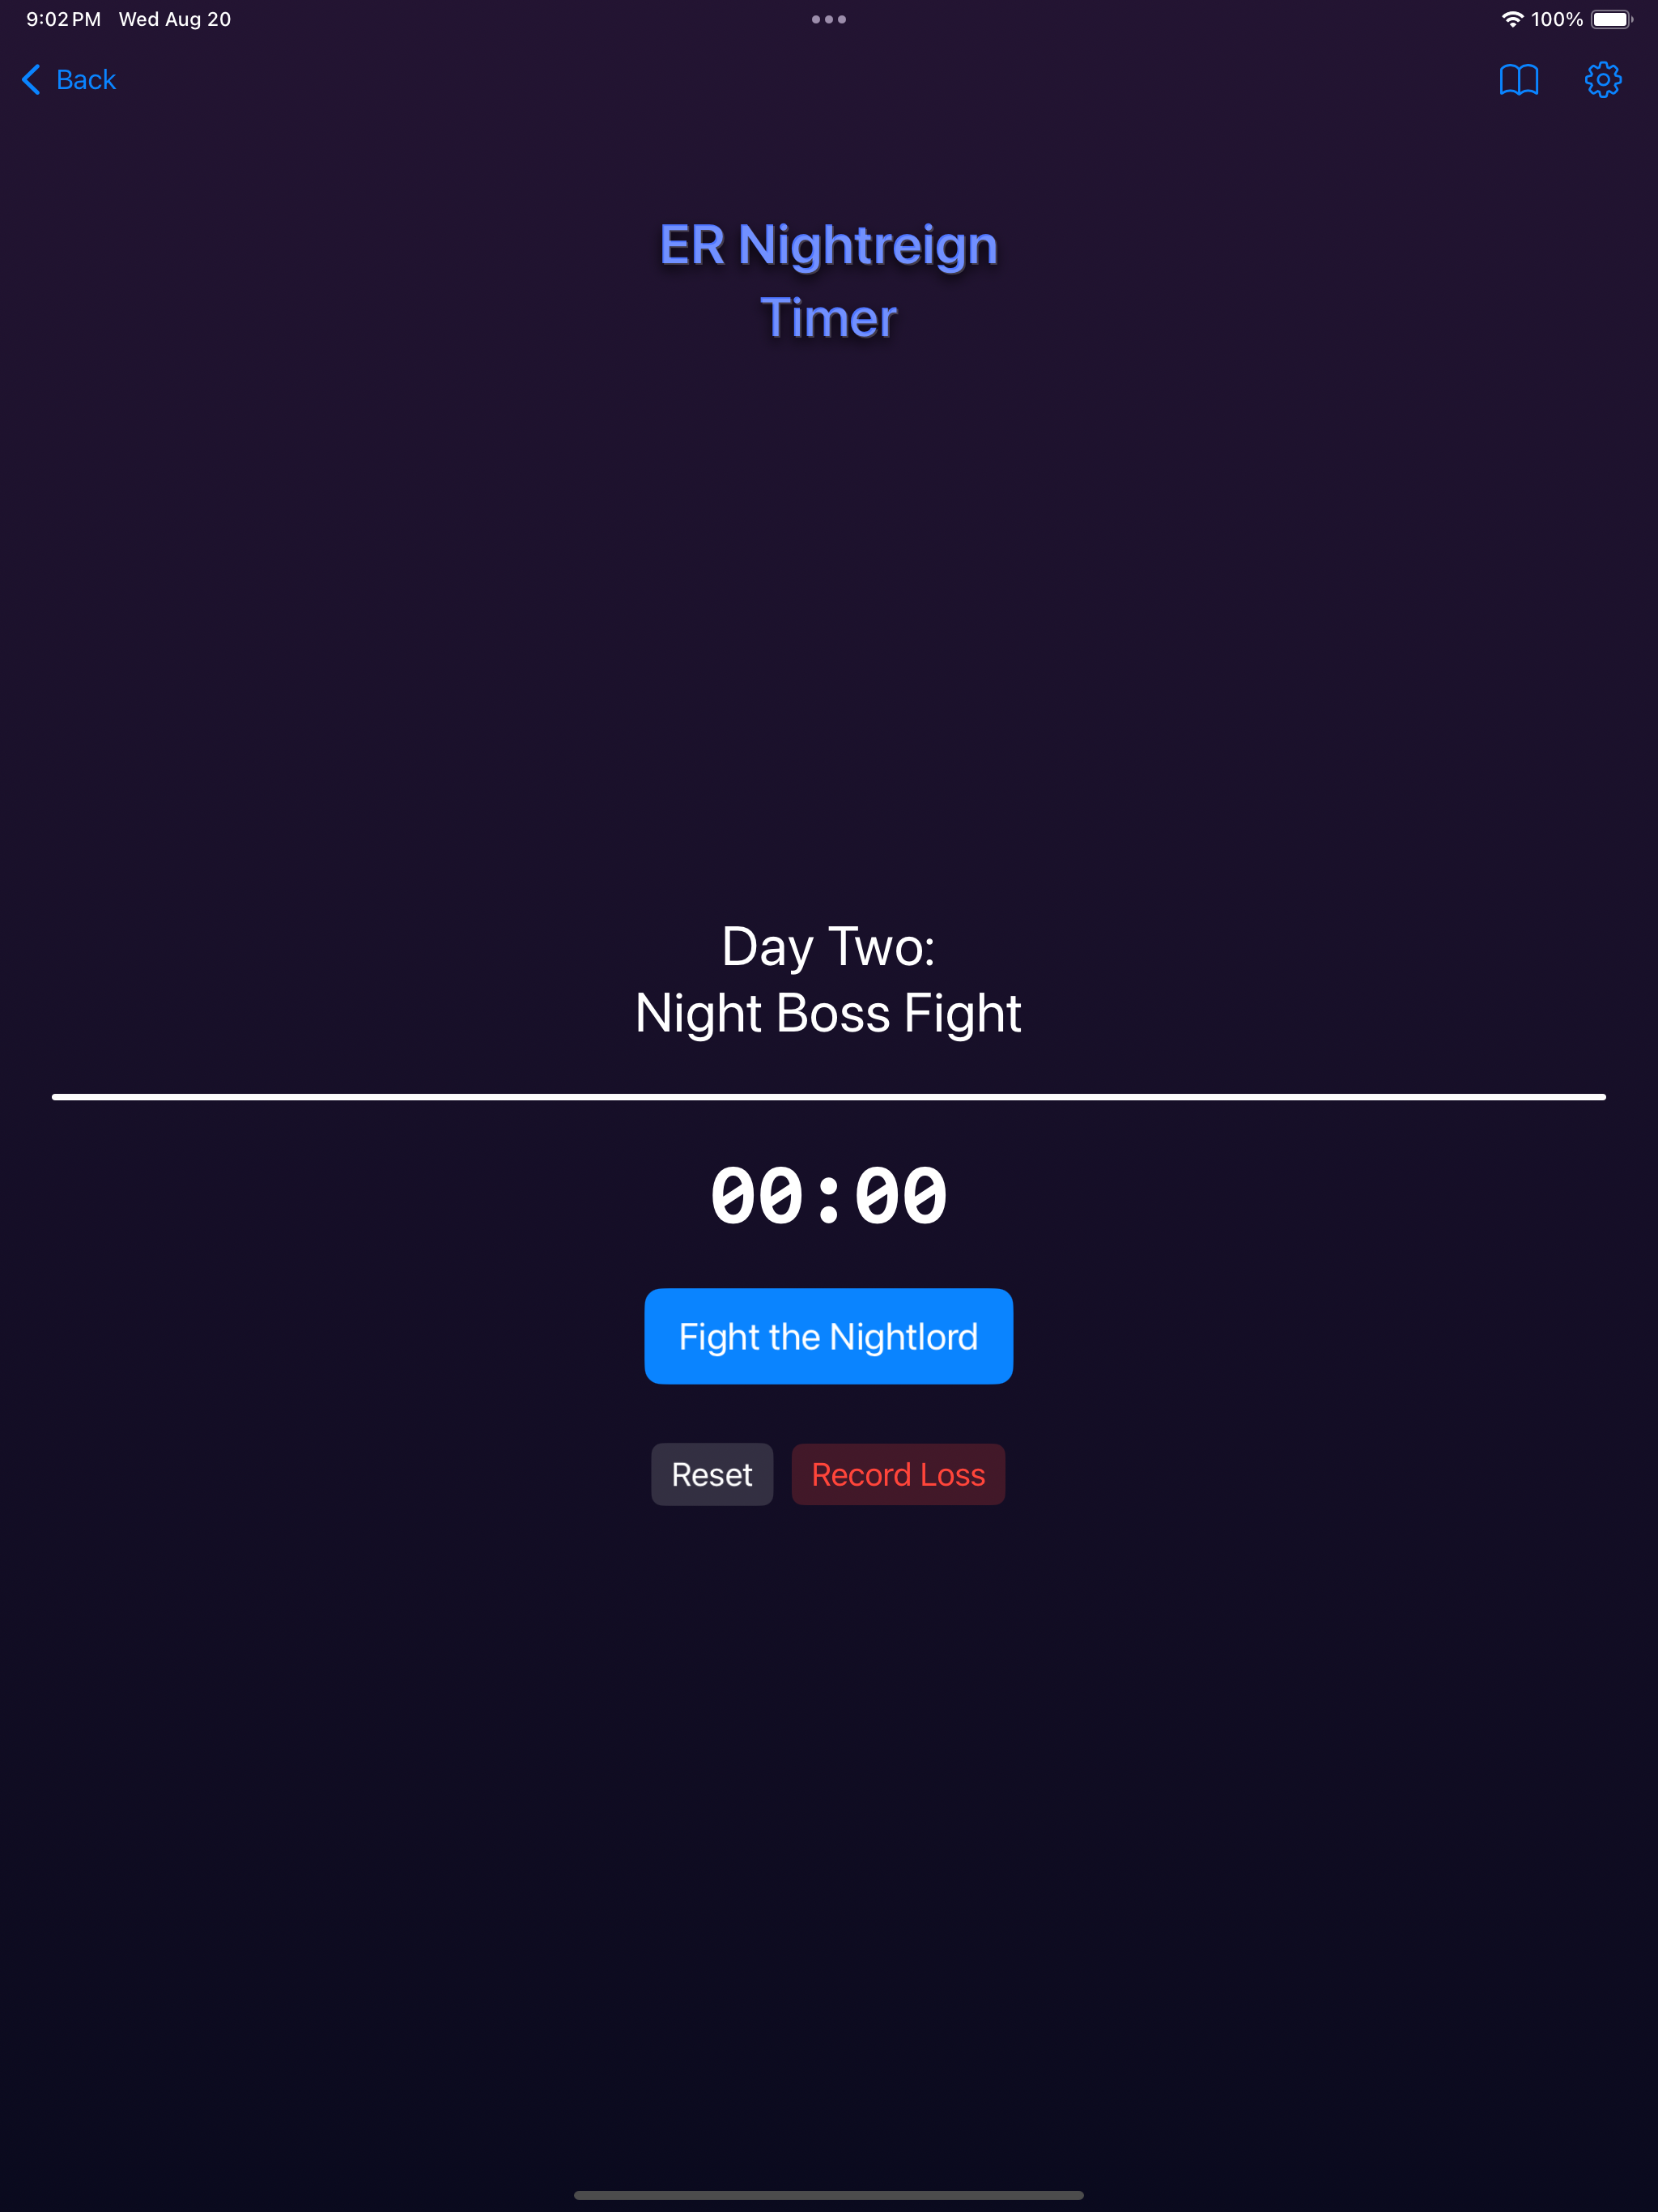 9:02 PM Wed Aug 20
100%
Back
ER Nightreign
Timer
Day Two:
Night Boss Fight
00:00
Fight the Nightlord
Reset
Record Loss